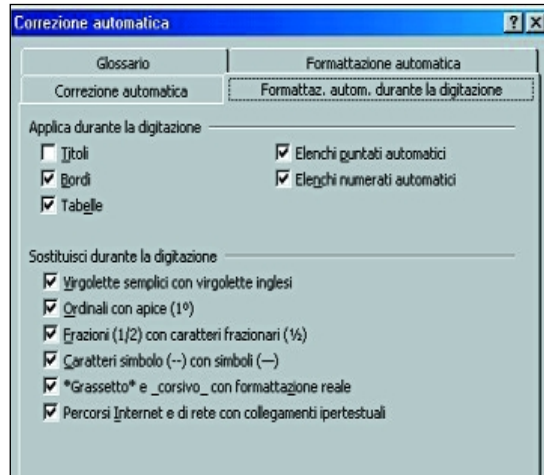 Correzione automatica
Glossario Formattazione automatica
Correzione automatica Formattaz. autom. durante la digitazione
Applica durante la digitazione
Titoli Elenchi puntati automatici
Bordi Elenchi numerati automatici
Tabelle
Sostituisci durante la digitazione
Virgolette semplici con virgolette inglesi
Ordinali con apice (1º)
Frazioni (1/2) con caratteri frazionari (½)
Caratteri simbolo (--) con simboli (—)
*Grassetto* e _corsivo_ con formattazione reale
Percorsi Internet e di rete con collegamenti ipertestuali